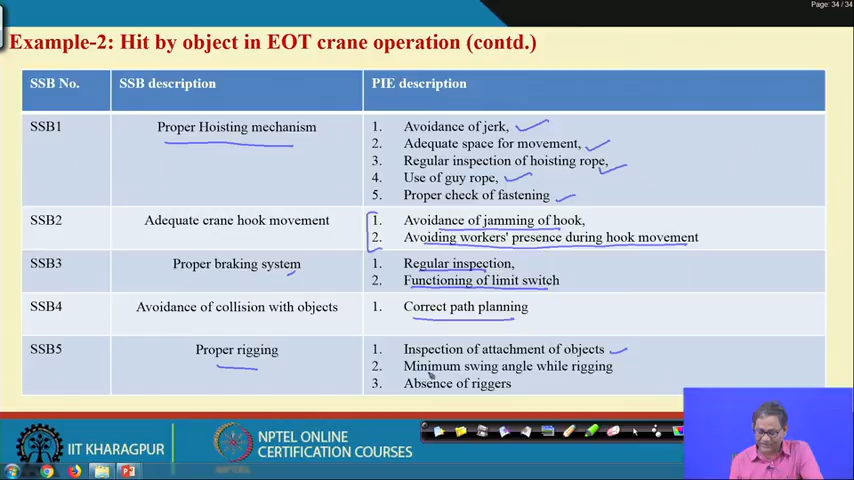 Page: 34 / 34
Example-2: Hit by object in EOT crane operation (contd.)
SSB No.
SSB description
PIE description
SSB1
Proper Hoisting mechanism
1. Avoidance of jerk,
2. Adequate space for movement,
3. Regular inspection of hoisting rope,
4. Use of guy rope,
5. Proper check of fastening
SSB2
Adequate crane hook movement
1. Avoidance of jamming of hook,
2. Avoiding workers' presence during hook movement
SSB3
Proper braking system
1. Regular inspection,
2. Functioning of limit switch
SSB4
Avoidance of collision with objects
1. Correct path planning
SSB5
Proper rigging
1. Inspection of attachment of objects
2. Minimum swing angle while rigging
3. Absence of riggers
IIT KHARAGPUR
NPTEL ONLINE
CERTIFICATION COURSES